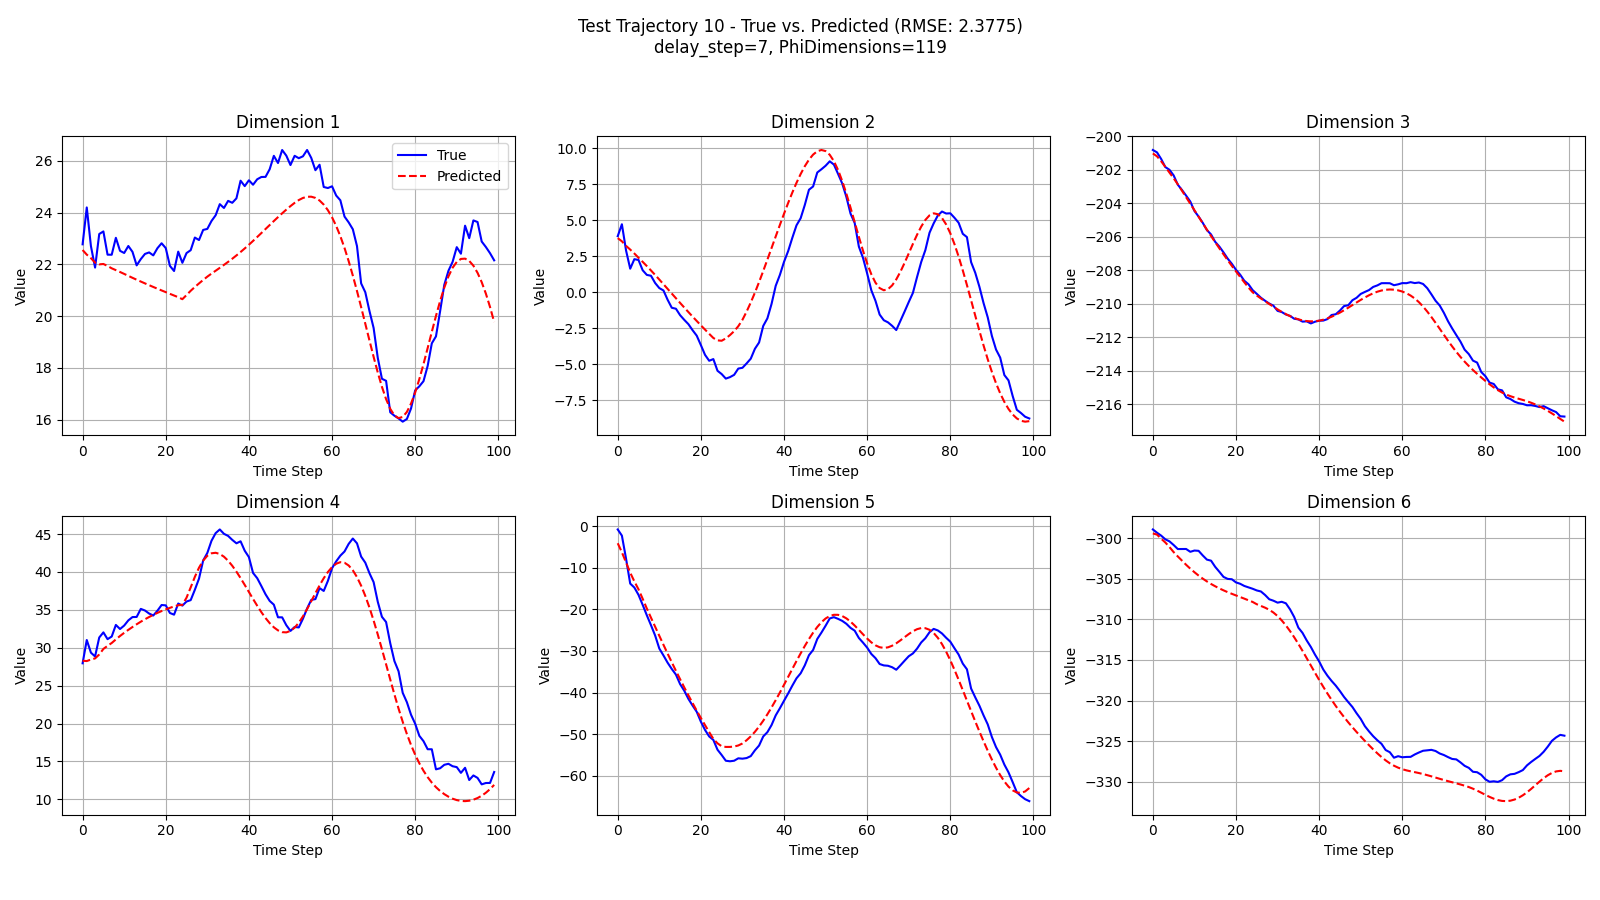 Test Trajectory 10 - True vs. Predicted (RMSE: 2.3775)
delay_step=7, PhiDimensions=119
Dimension 1
Value
26
24
22
20
18
16
True
Predicted
0 20 40 60 80 100
Time Step
Dimension 2
Value
10.0
7.5
5.0
2.5
0.0
−2.5
−5.0
−7.5
0 20 40 60 80 100
Time Step
Dimension 3
Value
−200
−202
−204
−206
−208
−210
−212
−214
−216
0 20 40 60 80 100
Time Step
Dimension 4
Value
45
40
35
30
25
20
15
10
0 20 40 60 80 100
Time Step
Dimension 5
Value
0
−10
−20
−30
−40
−50
−60
0 20 40 60 80 100
Time Step
Dimension 6
Value
−300
−305
−310
−315
−320
−325
−330
0 20 40 60 80 100
Time Step